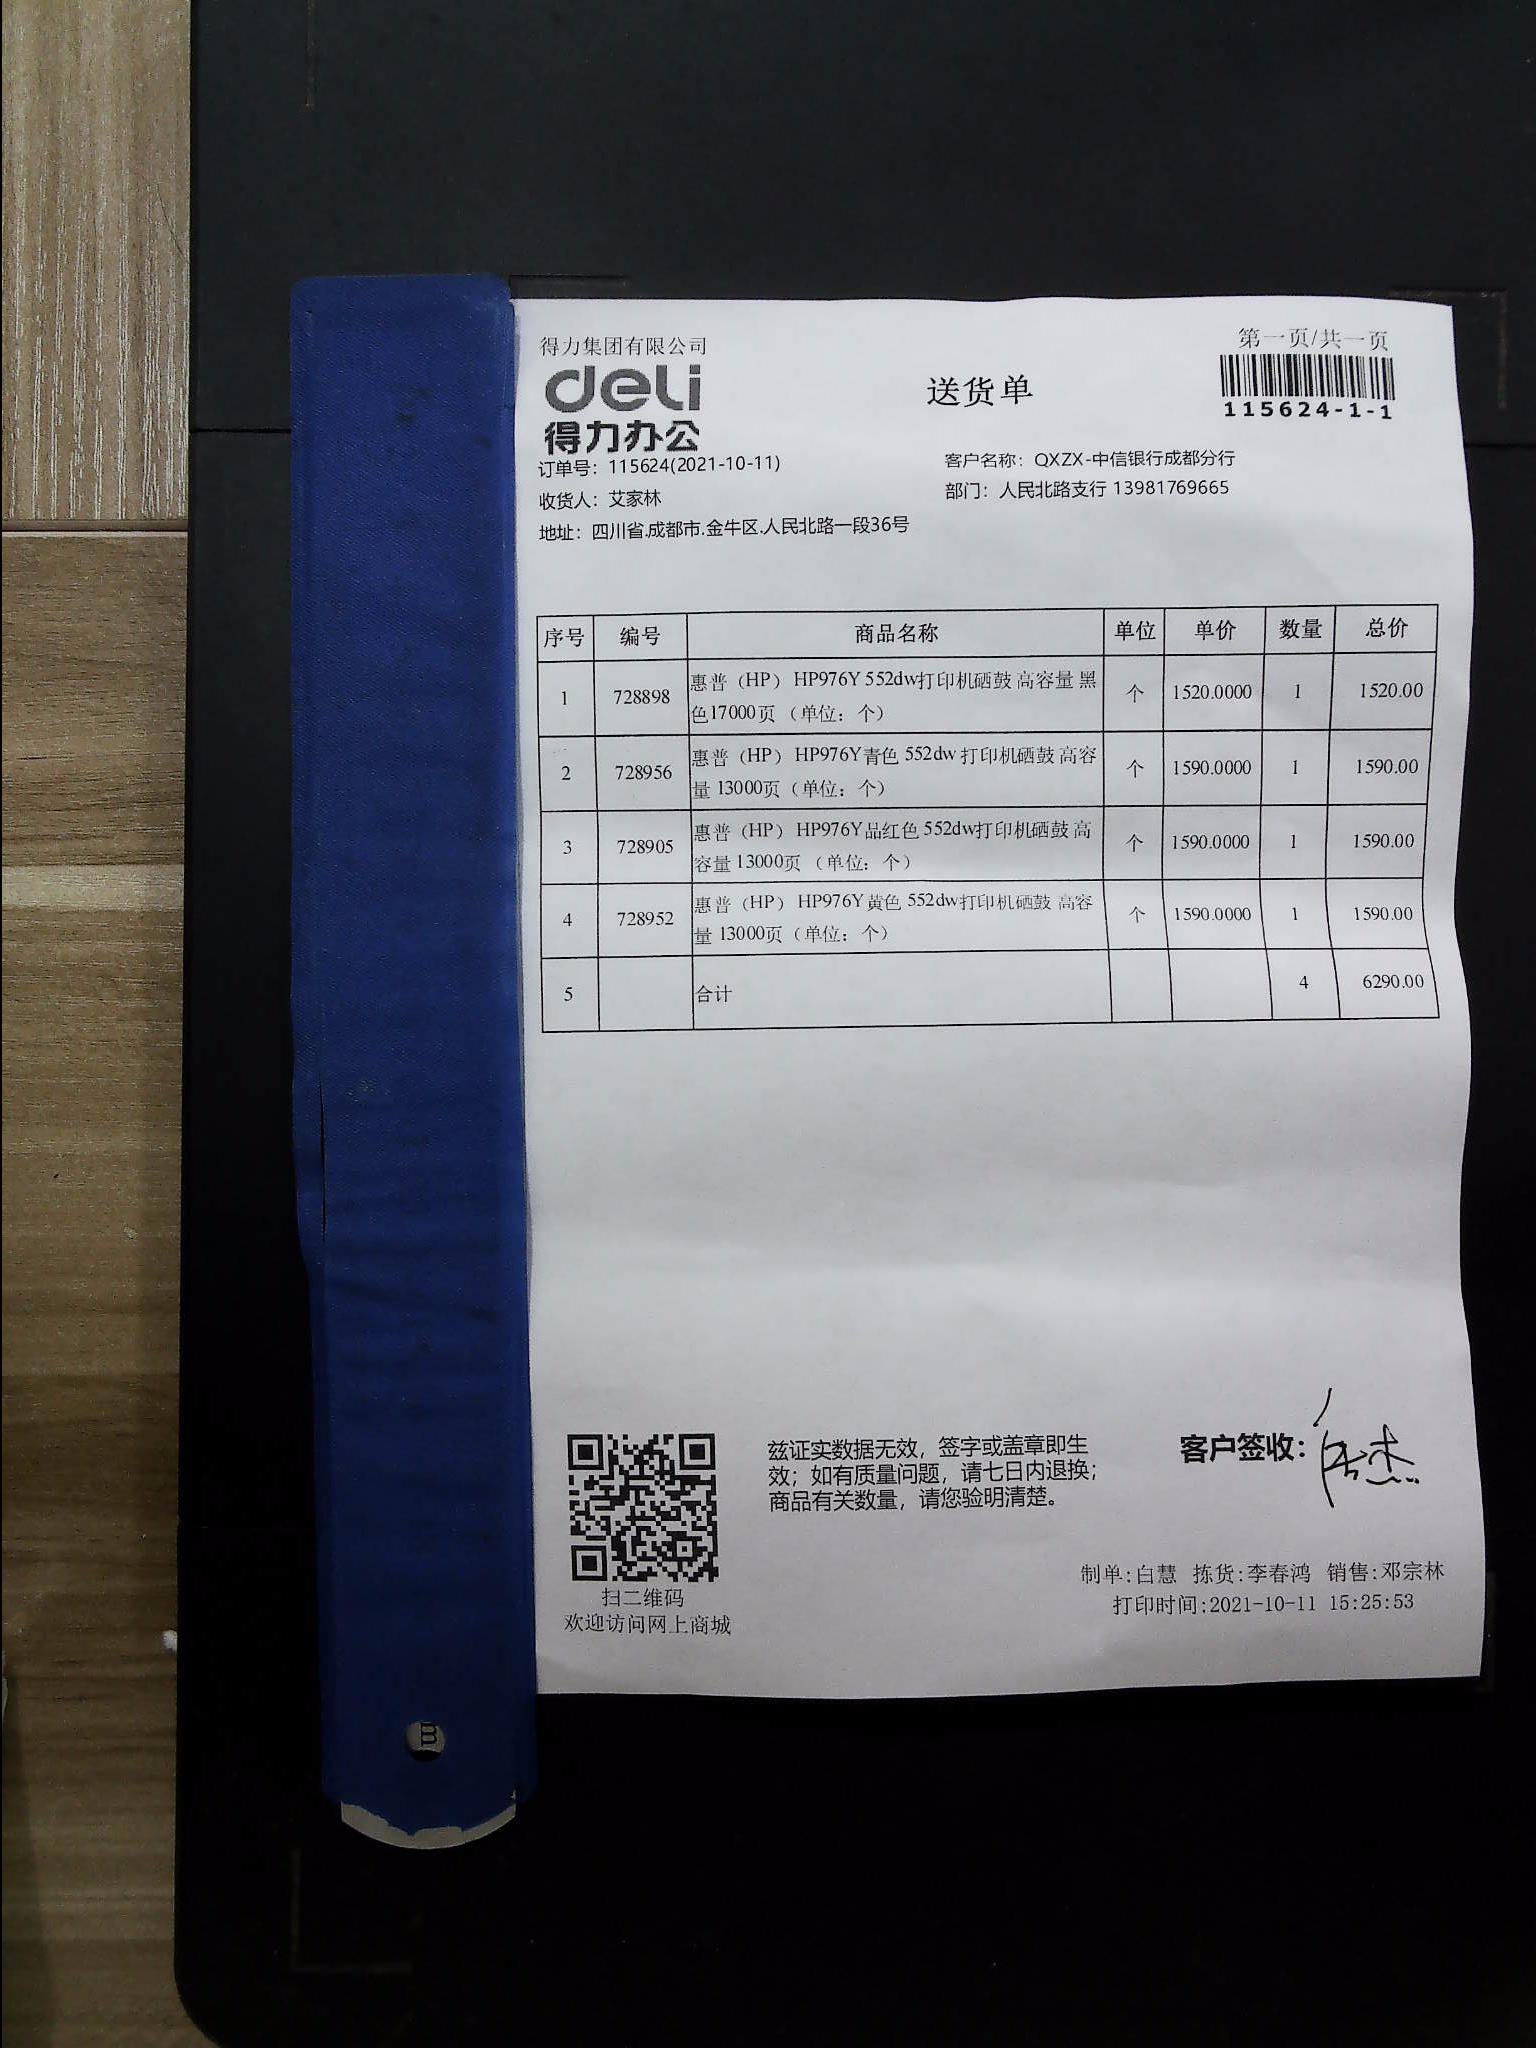 得力集团有限公司
第一页/共一页
deli
得力办公
送货单
115624-1-1
订单号：115624(2021-10-11)
客户名称：QXZX-中信银行成都分行
收货人：艾家林
部门：人民北路支行 13981769665
地址：四川省.成都市.金牛区.人民北路一段36号
序号 编号 商品名称 单位 单价 数量 总价
1 728898 惠普（HP） HP976Y 552dw打印机硒鼓 高容量 黑 个 1520.0000 1 1520.00
色17000页 （单位：个）
2 728956 惠普（HP） HP976Y青色 552dw 打印机硒鼓 高容 个 1590.0000 1 1590.00
量 13000页（单位：个）
3 728905 惠普（HP） HP976Y品红色 552dw打印机硒鼓 高 个 1590.0000 1 1590.00
容量 13000页 （单位：个）
4 728952 惠普（HP） HP976Y黄色 552dw打印机硒鼓 高容 个 1590.0000 1 1590.00
量 13000页（单位：个）
5 合计 4 6290.00
兹证实数据无效，签字或盖章即生
效；如有质量问题，请七日内退换；
商品有关数量，请您验明清楚。
客户签收：
扫二维码
欢迎访问网上商城
制单:白慧 拣货:李春鸿 销售:邓宗林
打印时间:2021-10-11 15:25:53